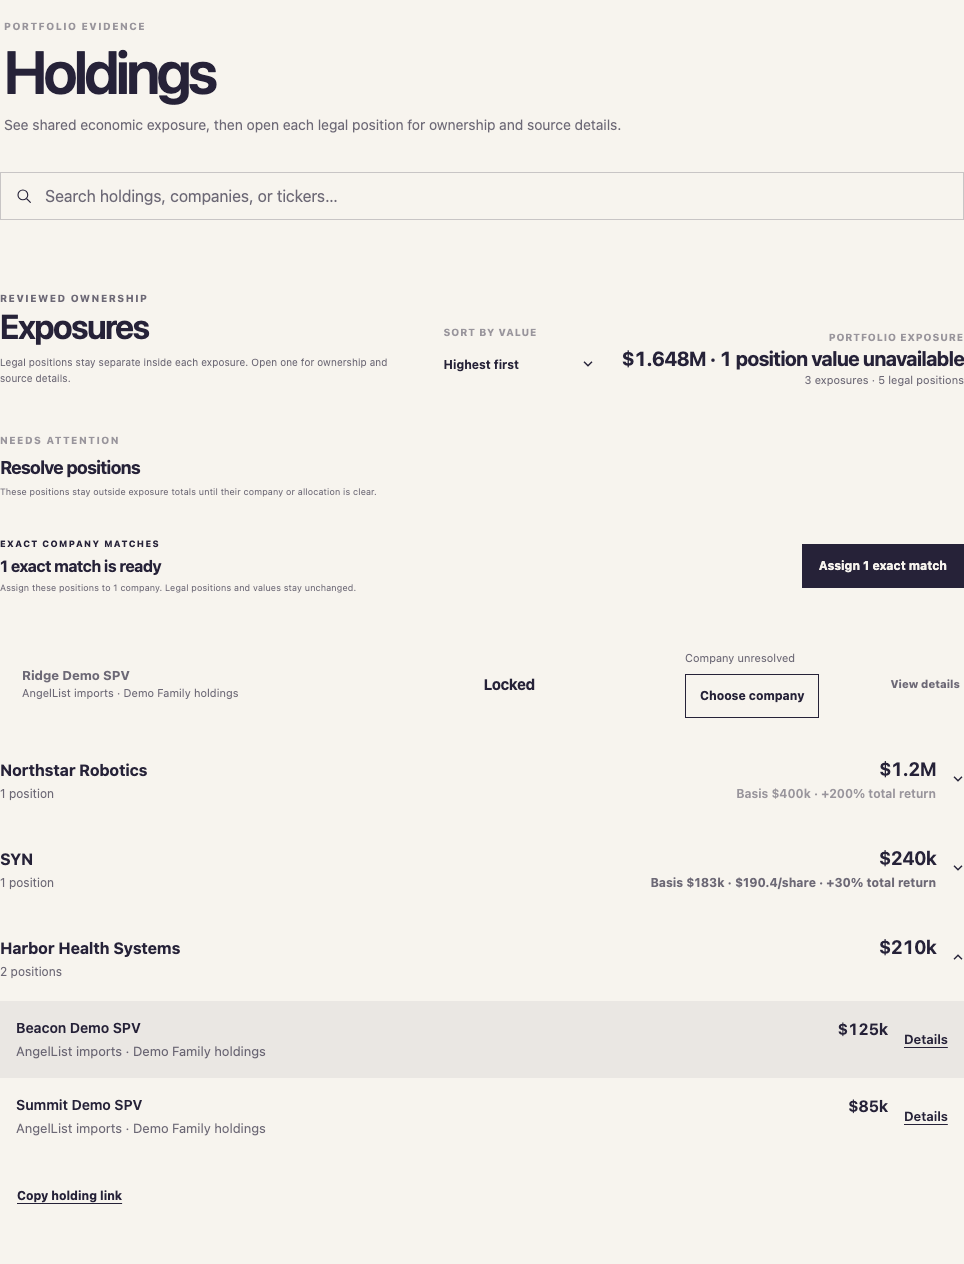 PORTFOLIO EVIDENCE
Holdings
See shared economic exposure, then open each legal position for ownership and source details.
Search holdings, companies, or tickers...
REVIEWED OWNERSHIP
Exposures
Legal positions stay separate inside each exposure. Open one for ownership and
source details.
SORT BY VALUE
Highest first
PORTFOLIO EXPOSURE
$1.648M · 1 position value unavailable
3 exposures · 5 legal positions
NEEDS ATTENTION
Resolve positions
These positions stay outside exposure totals until their company or allocation is clear.
EXACT COMPANY MATCHES
1 exact match is ready
Assign these positions to 1 company. Legal positions and values stay unchanged.
Assign 1 exact match
Ridge Demo SPV
AngelList imports · Demo Family holdings
Locked
Company unresolved
Choose company
View details
Northstar Robotics
1 position
$1.2M
Basis $400k · +200% total return
SYN
1 position
$240k
Basis $183k · $190.4/share · +30% total return
Harbor Health Systems
2 positions
$210k
Beacon Demo SPV
AngelList imports · Demo Family holdings
$125k
Details
Summit Demo SPV
AngelList imports · Demo Family holdings
$85k
Details
Copy holding link